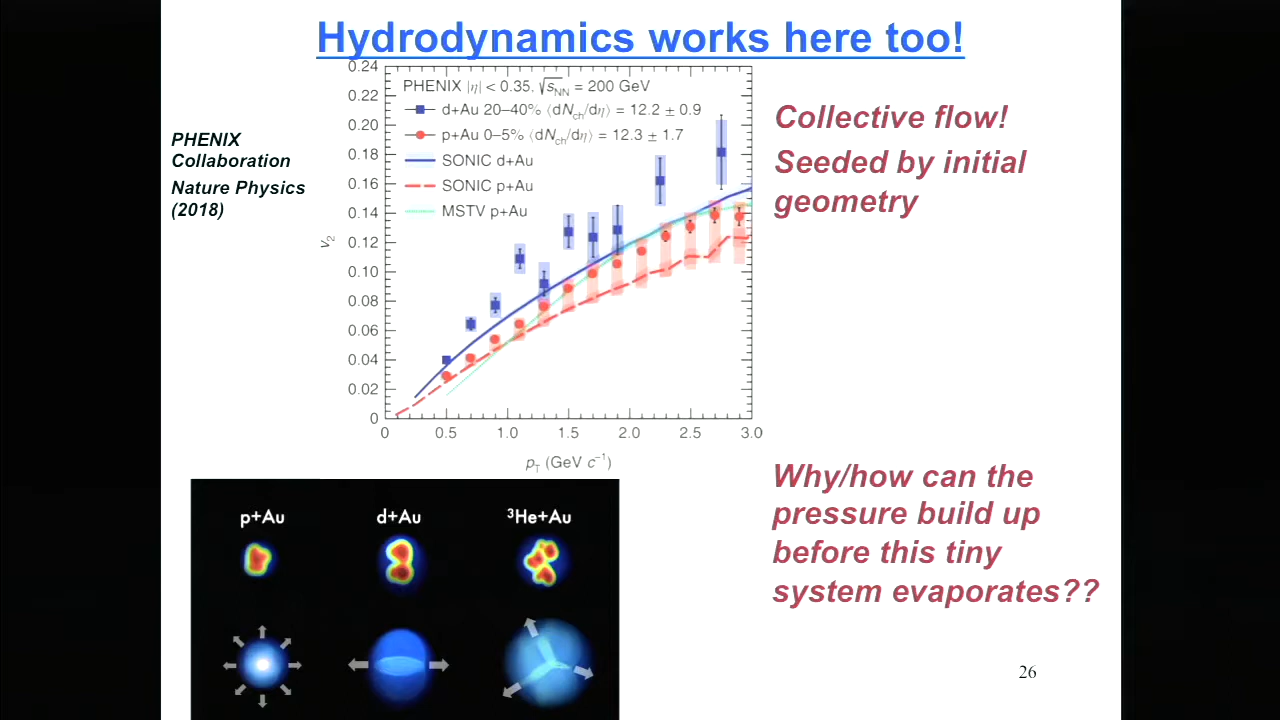 Hydrodynamics works here too!
PHENIX
Collaboration
Nature Physics
(2018)
0.24
0.22
0.20
0.18
0.16
0.14
0.12
0.10
0.08
0.06
0.04
0.02
0
v₂
PHENIX |η| < 0.35, √sNN = 200 GeV
d+Au 20–40% ⟨dNch/dη⟩ = 12.2 ± 0.9
p+Au 0–5% ⟨dNch/dη⟩ = 12.3 ± 1.7
SONIC d+Au
SONIC p+Au
MSTV p+Au
0 0.5 1.0 1.5 2.0 2.5 3.0
pT (GeV c⁻¹)
Collective flow!
Seeded by initial
geometry
Why/how can the
pressure build up
before this tiny
system evaporates??
p+Au d+Au ³He+Au
26